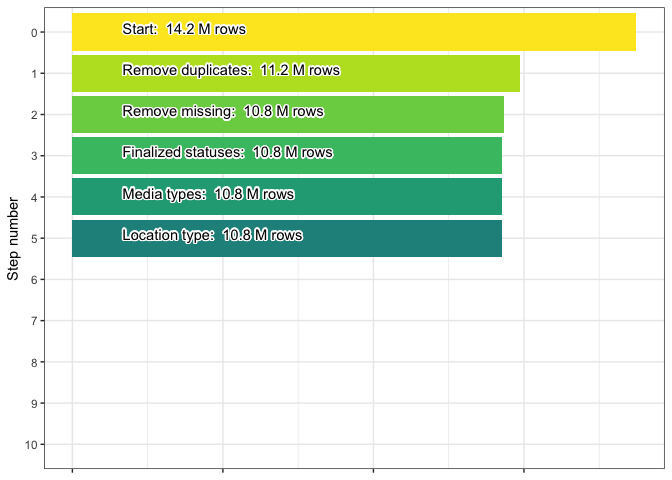 0
Start:  14.2 M rows
1
Remove duplicates:  11.2 M rows
2
Remove missing:  10.8 M rows
3
Finalized statuses:  10.8 M rows
4
Media types:  10.8 M rows
5
Location type:  10.8 M rows
6
7
8
9
10
Step number